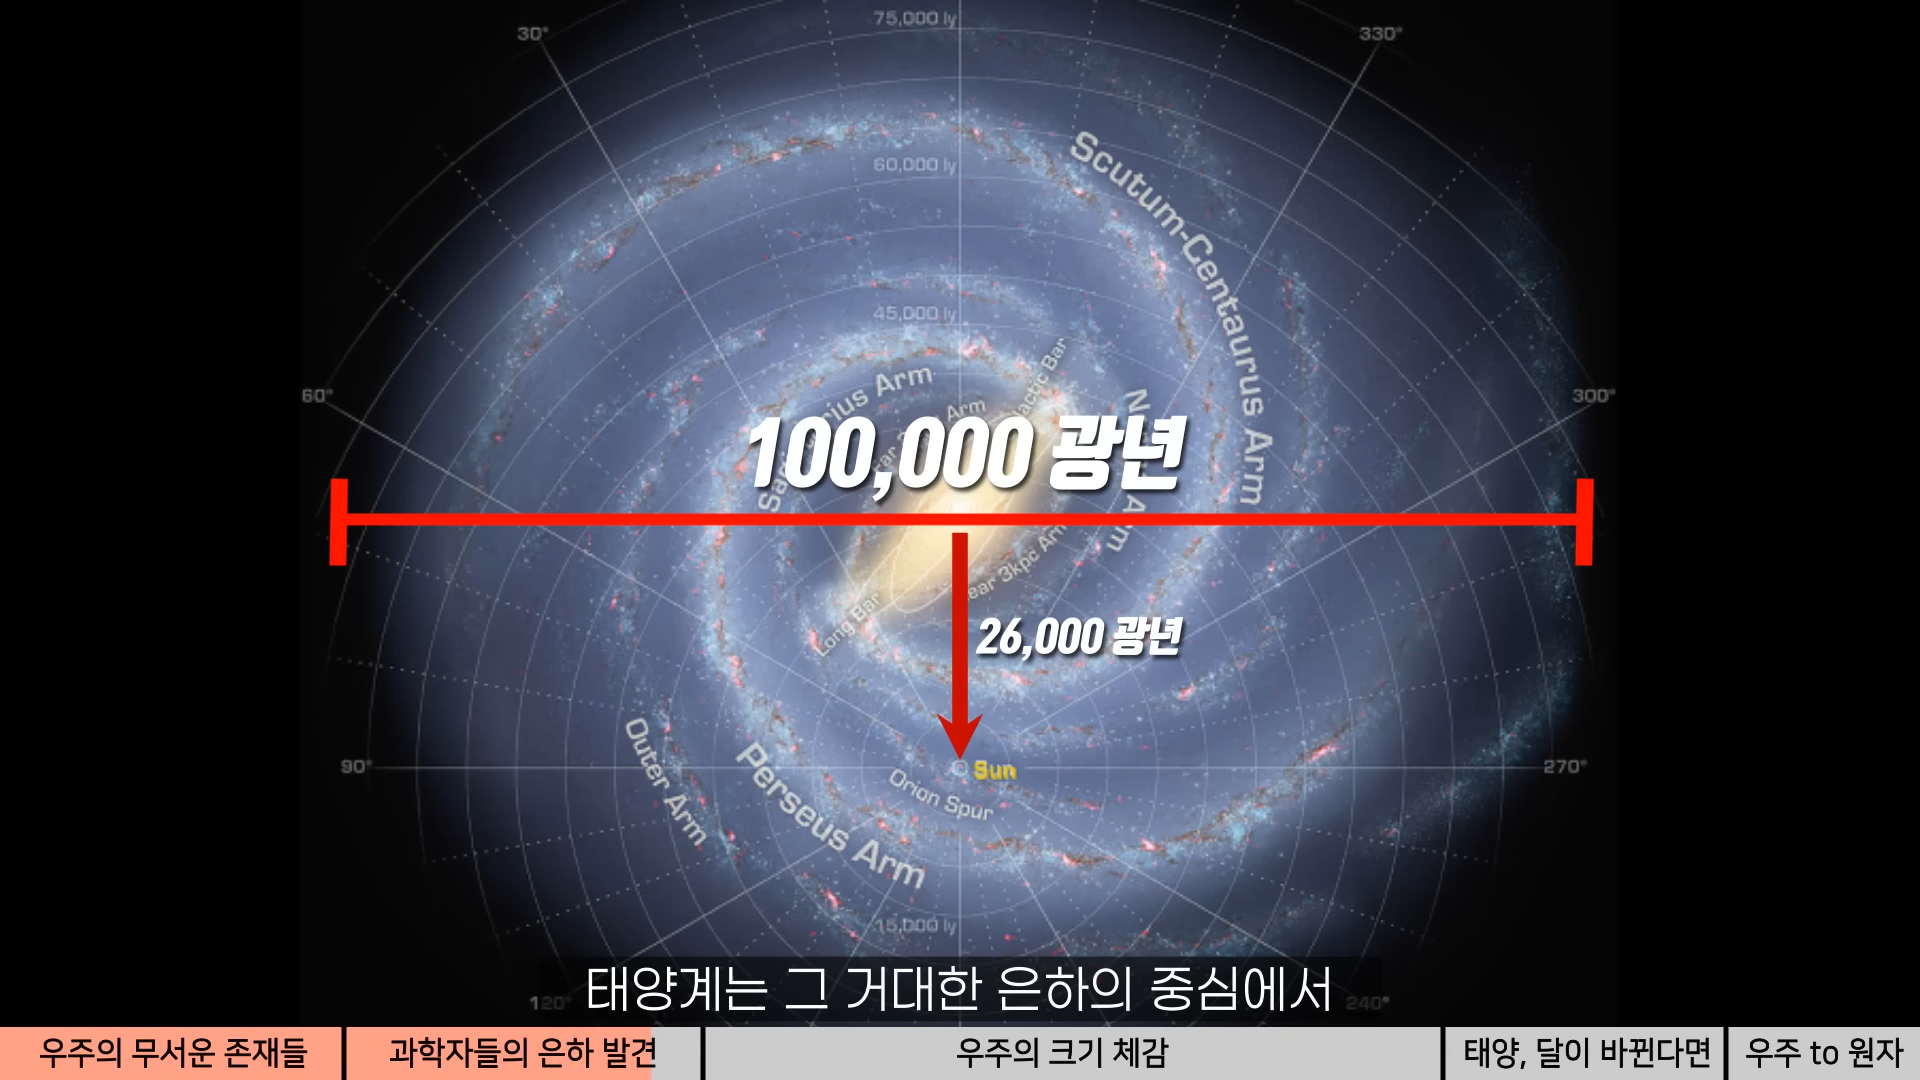 75,000 ly
30°
330°
Scutum-Centaurus Arm
60,000 ly
45,000 ly
60°
300°
Arm
100,000 광년
Near 3kpc Arm
Long Bar
26,000 광년
Outer Arm
Perseus Arm
90°
Sun
270°
Orion Spur
15,000 ly
120°
240°
태양계는 그 거대한 은하의 중심에서
우주의 무서운 존재들
과학자들의 은하 발견
우주의 크기 체감
태양, 달이 바뀐다면
우주 to 원자